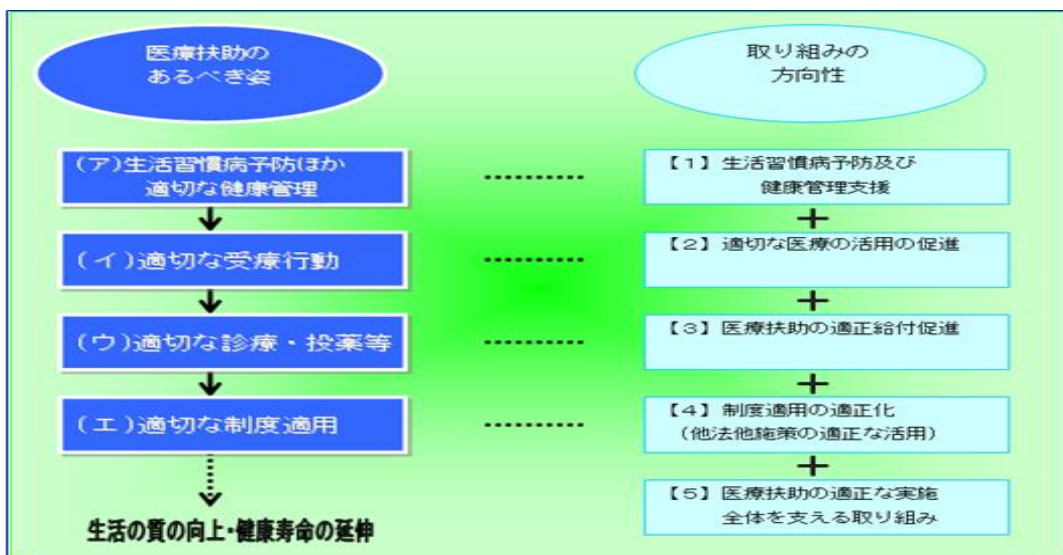 医療扶助の
あるべき姿
取り組みの
方向性
(ア)生活習慣病予防ほか
適切な健康管理
【1】生活習慣病予防及び
健康管理支援
+
(イ)適切な受療行動
【2】適切な医療の活用の促進
+
(ウ)適切な診療・投薬等
【3】医療扶助の適正給付促進
+
(エ)適切な制度適用
【4】制度適用の適正化
(他法他施策の適正な活用)
+
【5】医療扶助の適正な実施
全体を支える取り組み
生活の質の向上・健康寿命の延伸